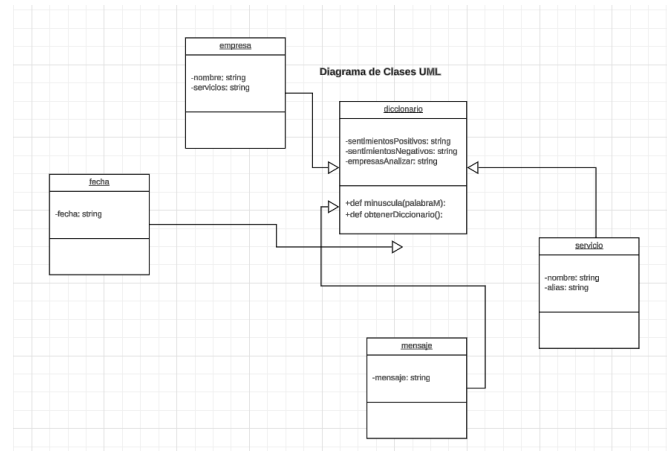 empresa
-nombre: string
-servicios: string
Diagrama de Clases UML
diccionario
-sentimientosPositivos: string
-sentimientosNegativos: string
-empresasAnalizar: string
+def minuscula(palabraM):
+def obtenerDiccionario():
fecha
-fecha: string
servicio
-nombre: string
-alias: string
mensaje
-mensaje: string